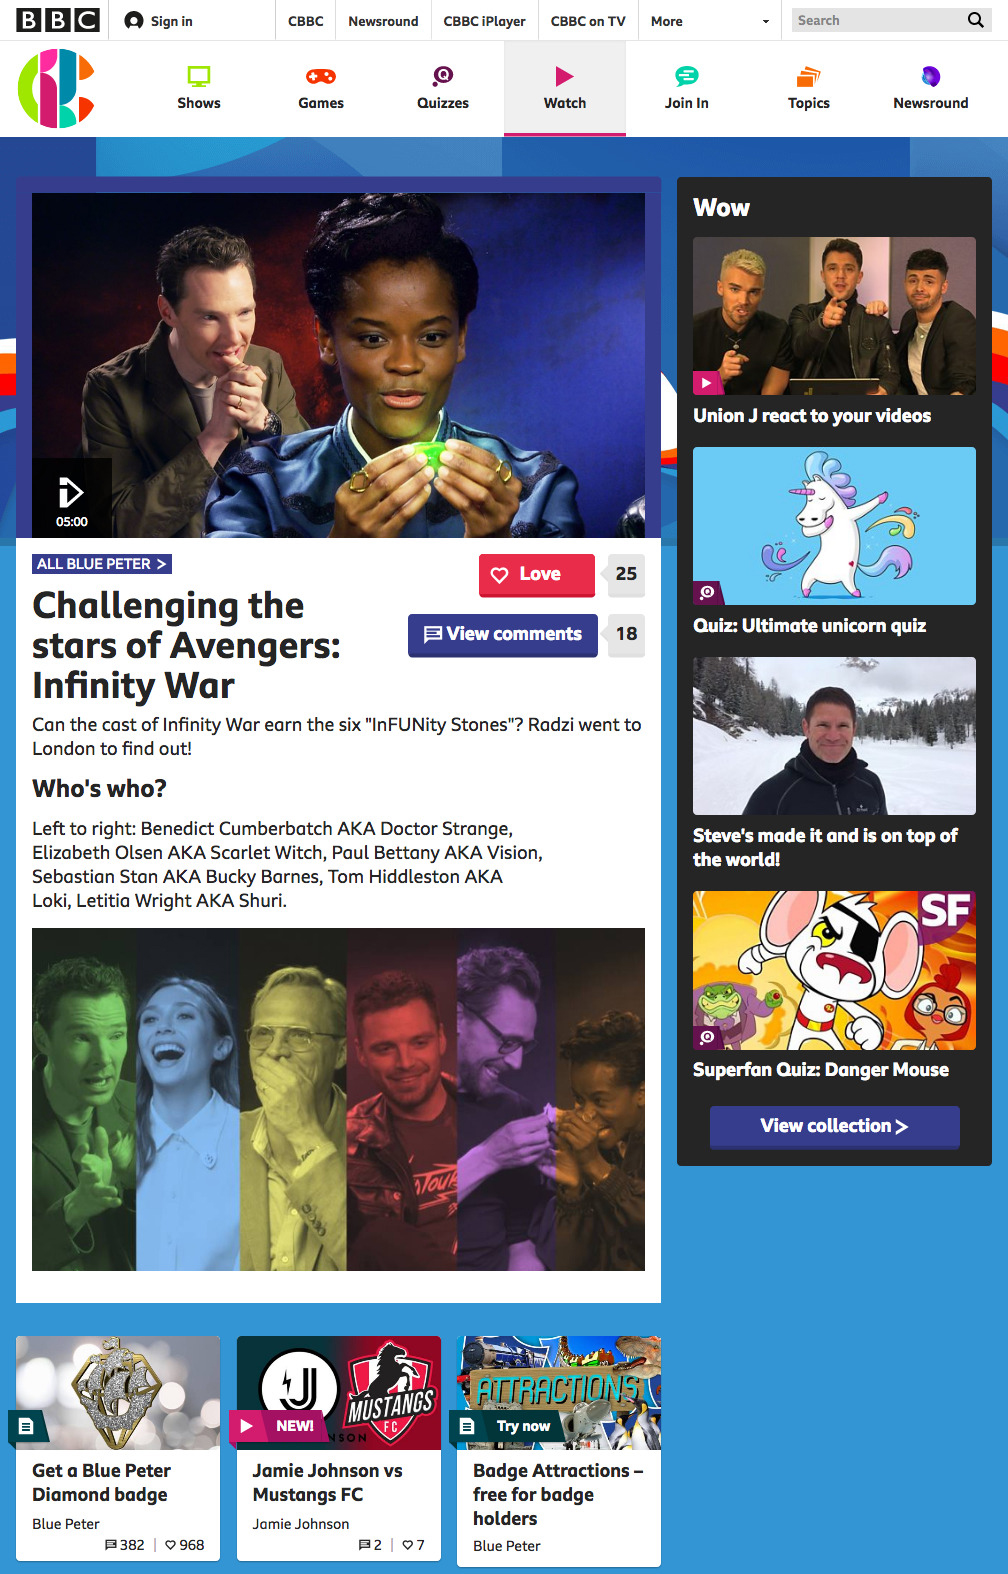 BBC
Sign in
CBBC
Newsround
CBBC iPlayer
CBBC on TV
More
Search
Shows
Games
Quizzes
Watch
Join In
Topics
Newsround
05:00
ALL BLUE PETER >
Love
25
View comments
18
Challenging the
stars of Avengers:
Infinity War
Can the cast of Infinity War earn the six "InFUNity Stones"? Radzi went to
London to find out!
Who's who?
Left to right: Benedict Cumberbatch AKA Doctor Strange,
Elizabeth Olsen AKA Scarlet Witch, Paul Bettany AKA Vision,
Sebastian Stan AKA Bucky Barnes, Tom Hiddleston AKA
Loki, Letitia Wright AKA Shuri.
Wow
Union J react to your videos
Quiz: Ultimate unicorn quiz
Steve's made it and is on top of
the world!
SF
Superfan Quiz: Danger Mouse
View collection >
Get a Blue Peter
Diamond badge
Blue Peter
382 | 968
JJ
MUSTANGS
FC
NEW!
Jamie Johnson vs
Mustangs FC
Jamie Johnson
2 | 7
ATTRACTIONS
Try now
Badge Attractions –
free for badge
holders
Blue Peter